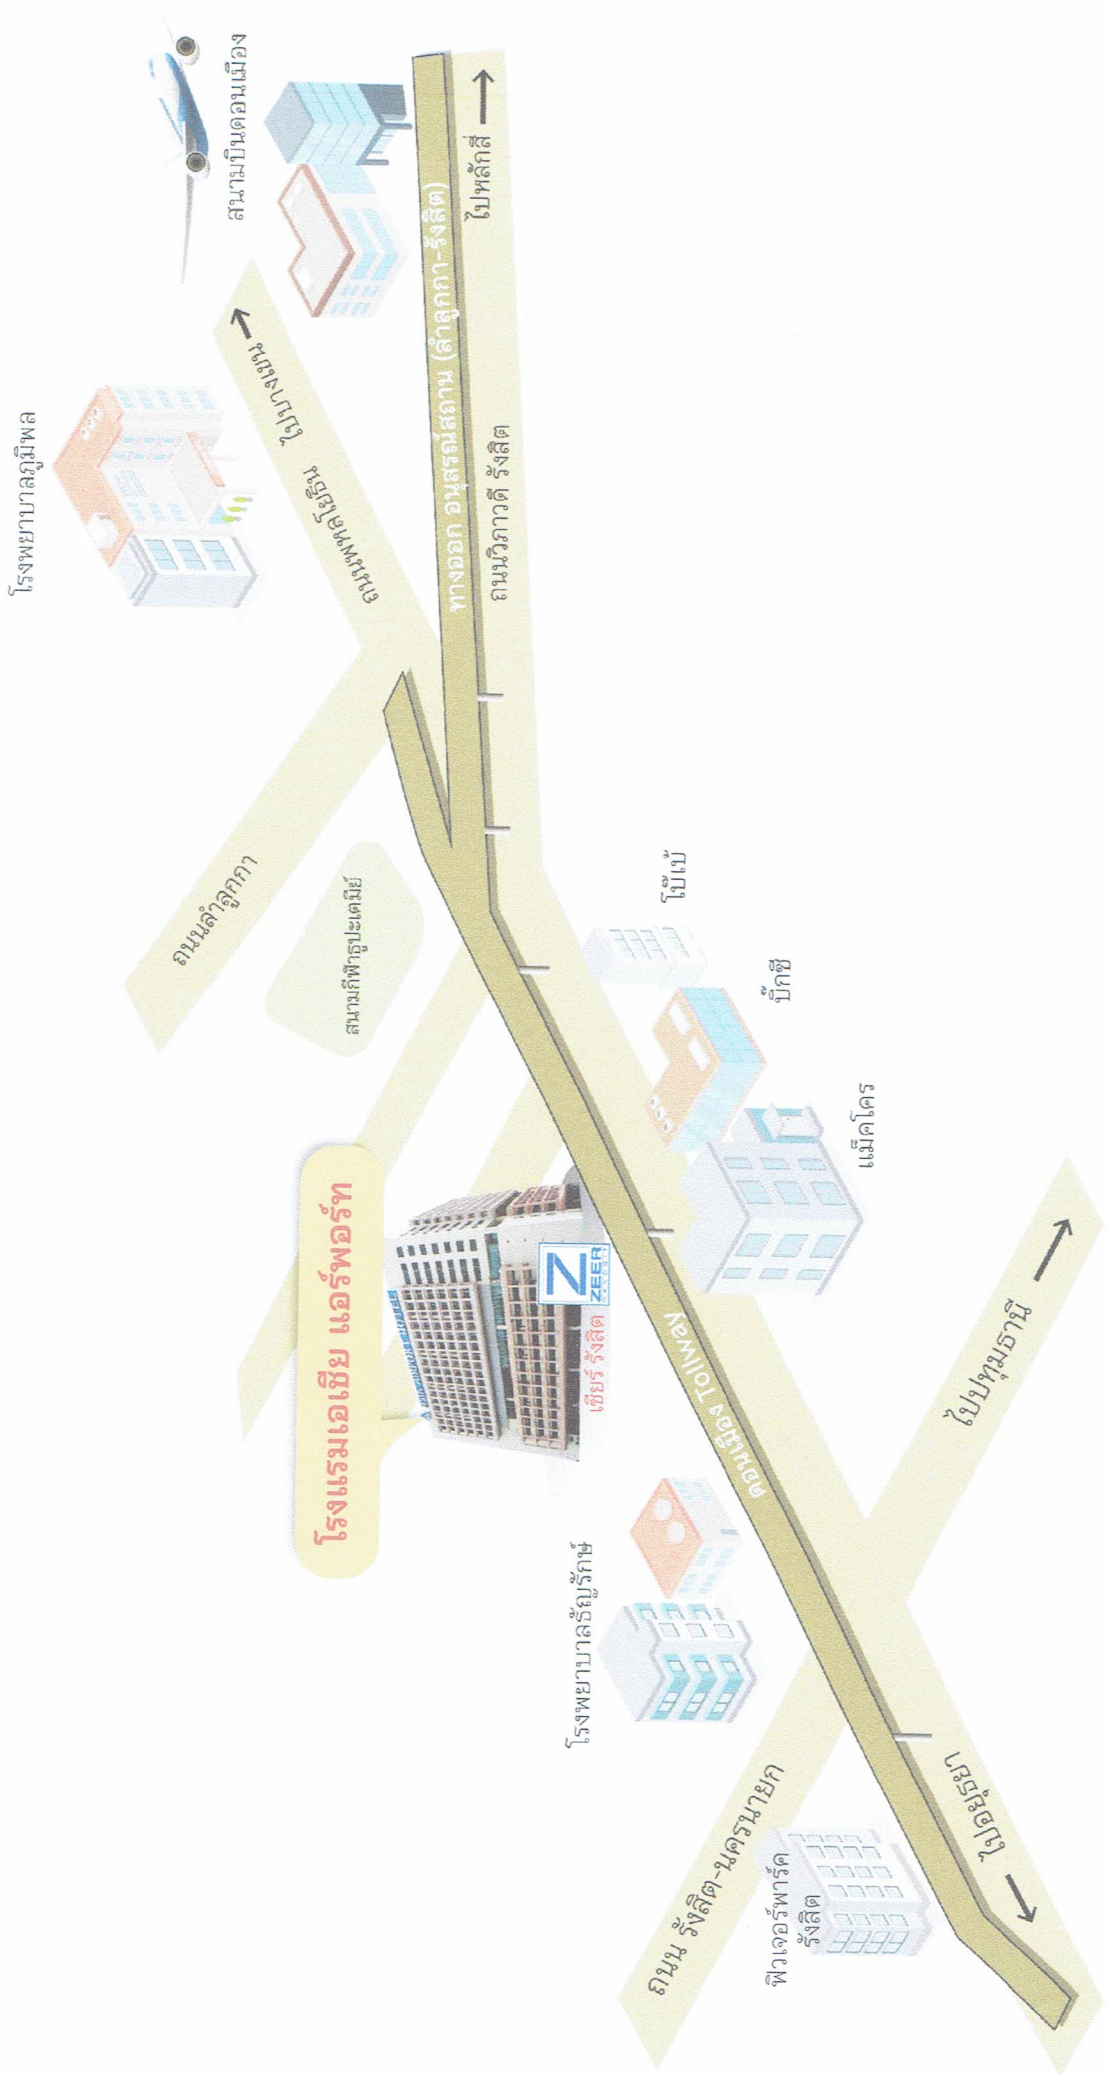 โรงพยาบาลภูมิพล
สนามบินดอนเมือง
ถนนพหลโยธิน
ไปบางเขน
ถนนลำลูกกา
ทางออก อนุสรณ์สถาน (ลำลูกกา-รังสิต)
ไปหลักสี่
ถนนวิภาวดี รังสิต
สนามกีฬาธูปะเตมีย์
โรงแรมเอเชีย แอร์พอร์ท
Z
ZEER
RANGSIT
เซียร์ รังสิต
โบ๊เบ๊
บิ๊กซี
แม็คโคร
ดอนเมือง Tollway
โรงพยาบาลธัญรักษ์
ถนน รังสิต-นครนายก
ไปปทุมธานี
ฟิวเจอร์พาร์ค
รังสิต
ไปอยุธยา